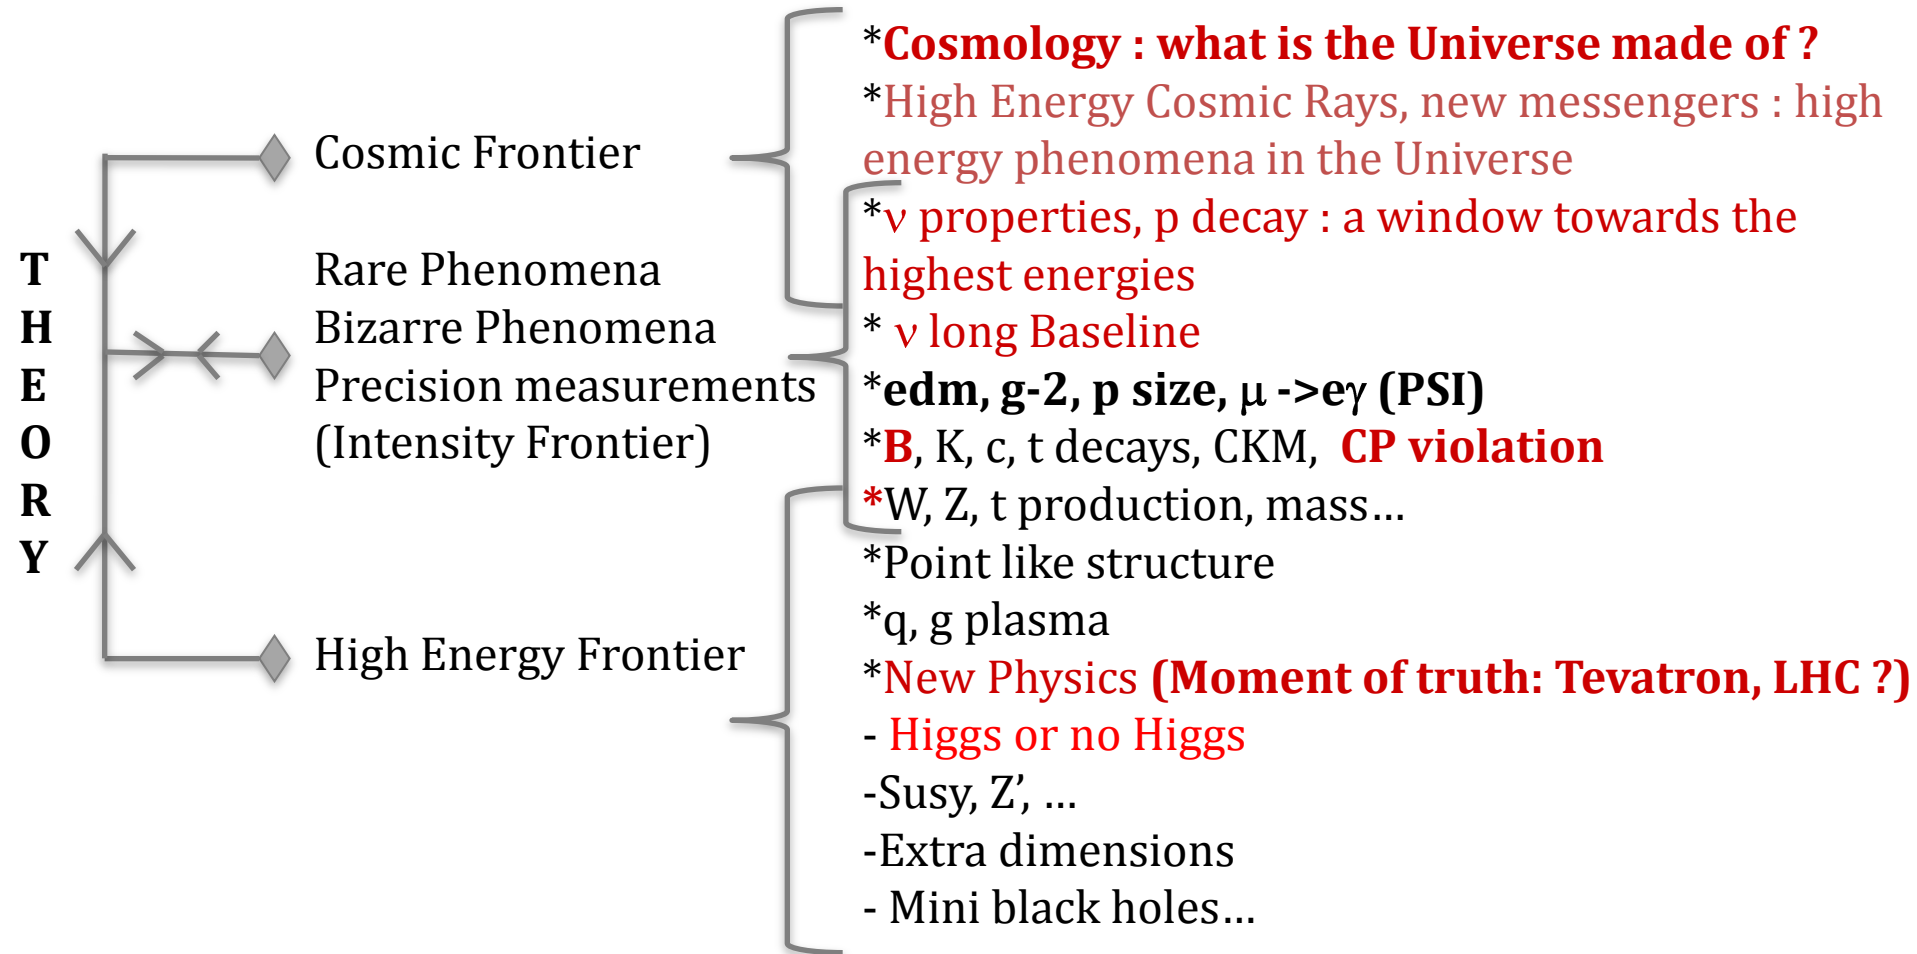 T
H
E
O
R
Y
Cosmic Frontier
Rare Phenomena
Bizarre Phenomena
Precision measurements
(Intensity Frontier)
High Energy Frontier
*Cosmology : what is the Universe made of ?
*High Energy Cosmic Rays, new messengers : high
energy phenomena in the Universe
*ν properties, p decay : a window towards the
highest energies
* ν long Baseline
*edm, g-2, p size, μ ->eγ (PSI)
*B, K, c, t decays, CKM, CP violation
*W, Z, t production, mass…
*Point like structure
*q, g plasma
*New Physics (Moment of truth: Tevatron, LHC ?)
- Higgs or no Higgs
-Susy, Z’, …
-Extra dimensions
- Mini black holes…